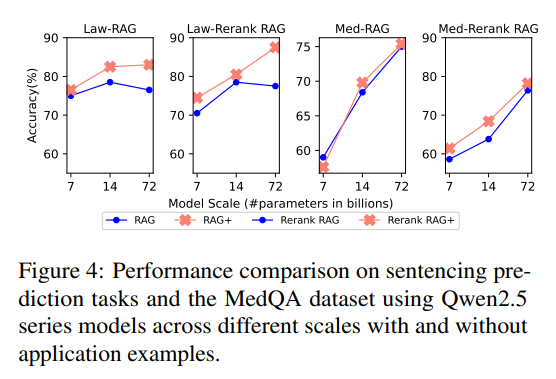 Law-RAG
Law-Rerank RAG
Med-RAG
Med-Rerank RAG
Accuracy(%)
90
80
70
60
7
14
72
90
80
70
60
7
14
72
75
70
65
60
7
14
72
90
80
70
60
7
14
72
Model Scale (#parameters in billions)
RAG RAG+ Rerank RAG Rerank RAG+
Figure 4: Performance comparison on sentencing pre-
diction tasks and the MedQA dataset using Qwen2.5
series models across different scales with and without
application examples.